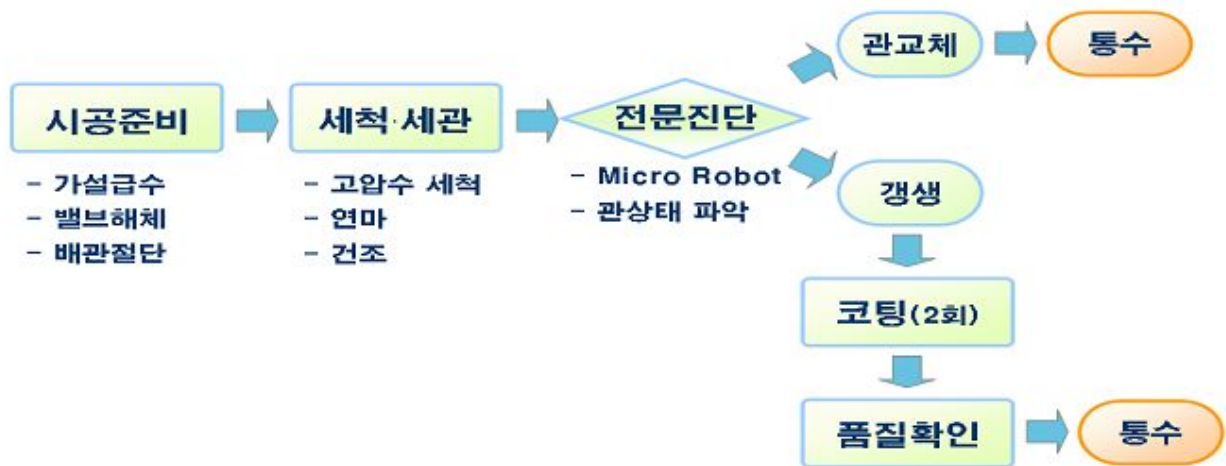 시공준비
- 가설급수
- 밸브해체
- 배관절단
세척·세관
- 고압수 세척
- 연마
- 건조
전문진단
- Micro Robot
- 관상태 파악
관교체
통수
갱생
코팅(2회)
품질확인
통수